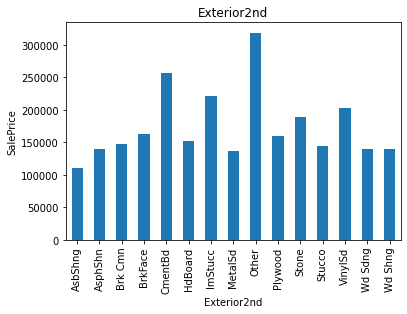 Exterior2nd
300000
250000
200000
150000
100000
50000
0
SalePrice
AsbShng
AsphShn
Brk Cmn
BrkFace
CmentBd
HdBoard
ImStucc
MetalSd
Other
Plywood
Stone
Stucco
VinylSd
Wd Sdng
Wd Shng
Exterior2nd